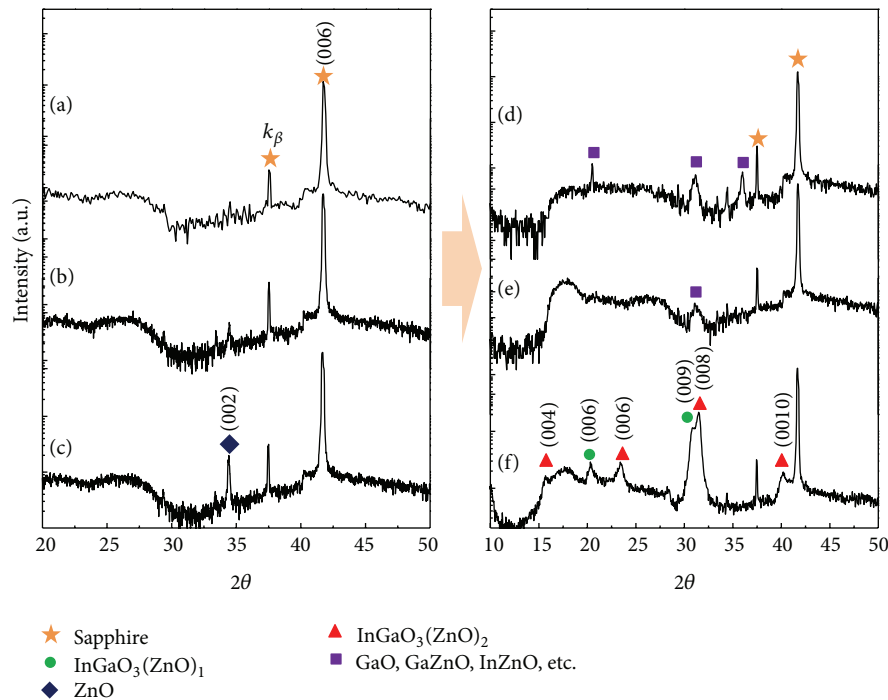 Intensity (a.u.)
(a)
k_β
(006)
(b)
(c)
(002)
20 25 30 35 40 45 50
2θ
(d)
(e)
(f)
(004)
(006)
(006)
(009)
(008)
(0010)
10 15 20 25 30 35 40 45 50
2θ
Sapphire
InGaO₃(ZnO)₁
ZnO
InGaO₃(ZnO)₂
GaO, GaZnO, InZnO, etc.